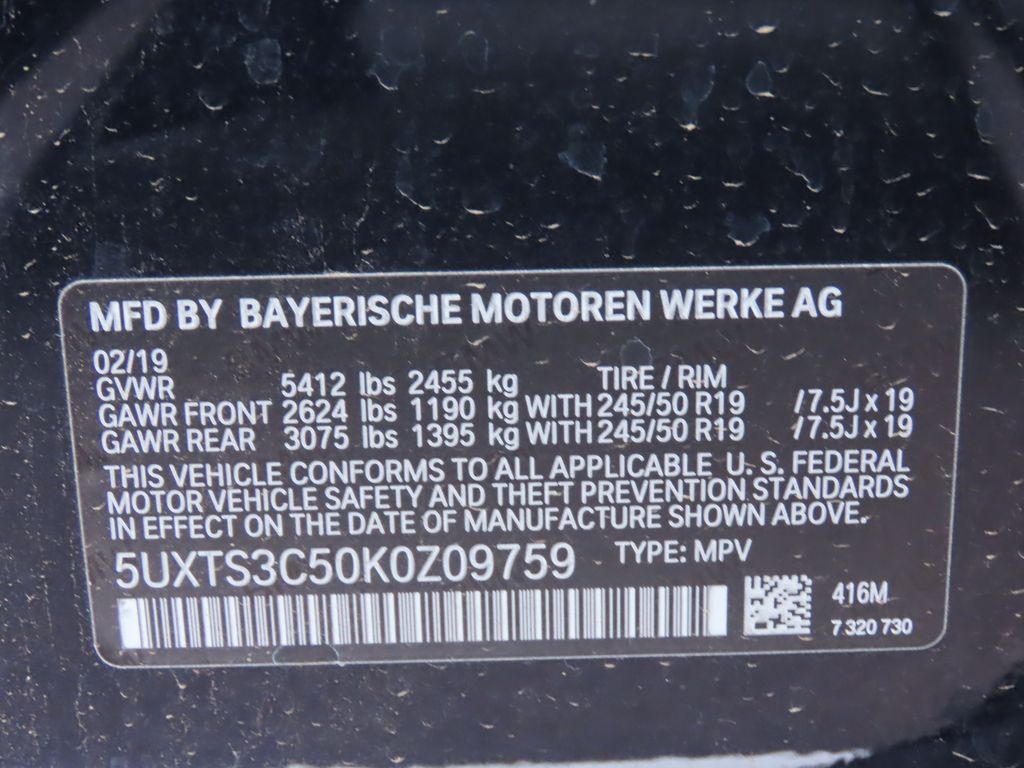 MFD BY BAYERISCHE MOTOREN WERKE AG
02/19
GVWR 5412 lbs 2455 kg TIRE / RIM
GAWR FRONT 2624 lbs 1190 kg WITH 245/50 R19 / 7.5J x 19
GAWR REAR 3075 lbs 1395 kg WITH 245/50 R19 / 7.5J x 19
THIS VEHICLE CONFORMS TO ALL APPLICABLE U. S. FEDERAL
MOTOR VEHICLE SAFETY AND THEFT PREVENTION STANDARDS
IN EFFECT ON THE DATE OF MANUFACTURE SHOWN ABOVE.
5UXTS3C50K0Z09759 TYPE: MPV
416M
7 320 730